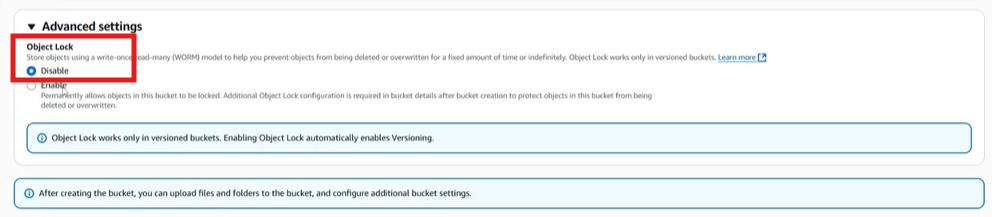 ▼ Advanced settings
Object Lock
Store objects using a write-once-read-many (WORM) model to help you prevent objects from being deleted or overwritten for a fixed amount of time or indefinitely. Object Lock works only in versioned buckets. Learn more
Disable
Enable
Permanently allows objects in this bucket to be locked. Additional Object Lock configuration is required in bucket details after bucket creation to protect objects in this bucket from being
deleted or overwritten.
Object Lock works only in versioned buckets. Enabling Object Lock automatically enables Versioning.
After creating the bucket, you can upload files and folders to the bucket, and configure additional bucket settings.